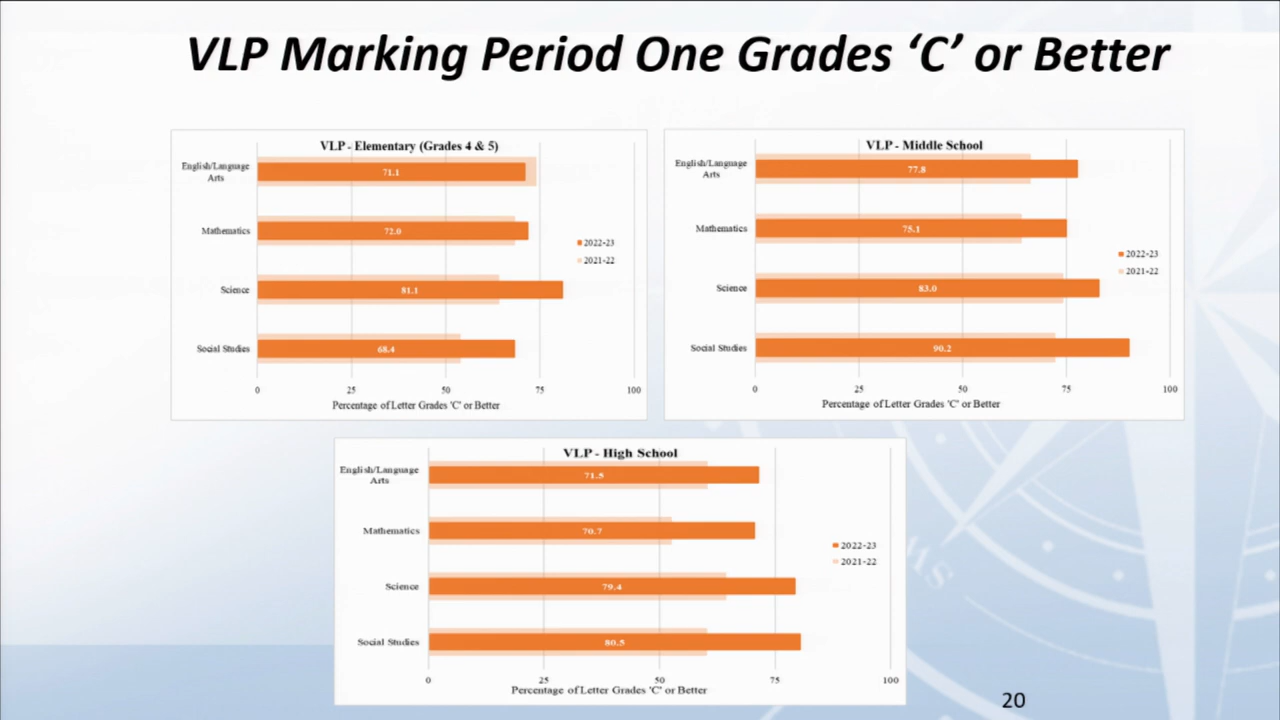 VLP Marking Period One Grades ‘C’ or Better
VLP - Elementary (Grades 4 & 5)
English/Language
Arts
71.1
Mathematics
72.0
Science
81.1
Social Studies
68.4
2022-23
2021-22
0 25 50 75 100
Percentage of Letter Grades 'C' or Better
VLP - Middle School
English/Language
Arts
77.8
Mathematics
75.1
Science
83.0
Social Studies
90.2
2022-23
2021-22
0 25 50 75 100
Percentage of Letter Grades 'C' or Better
VLP - High School
English/Language
Arts
71.5
Mathematics
70.7
Science
79.4
Social Studies
80.5
2022-23
2021-22
0 25 50 75 100
Percentage of Letter Grades 'C' or Better
20